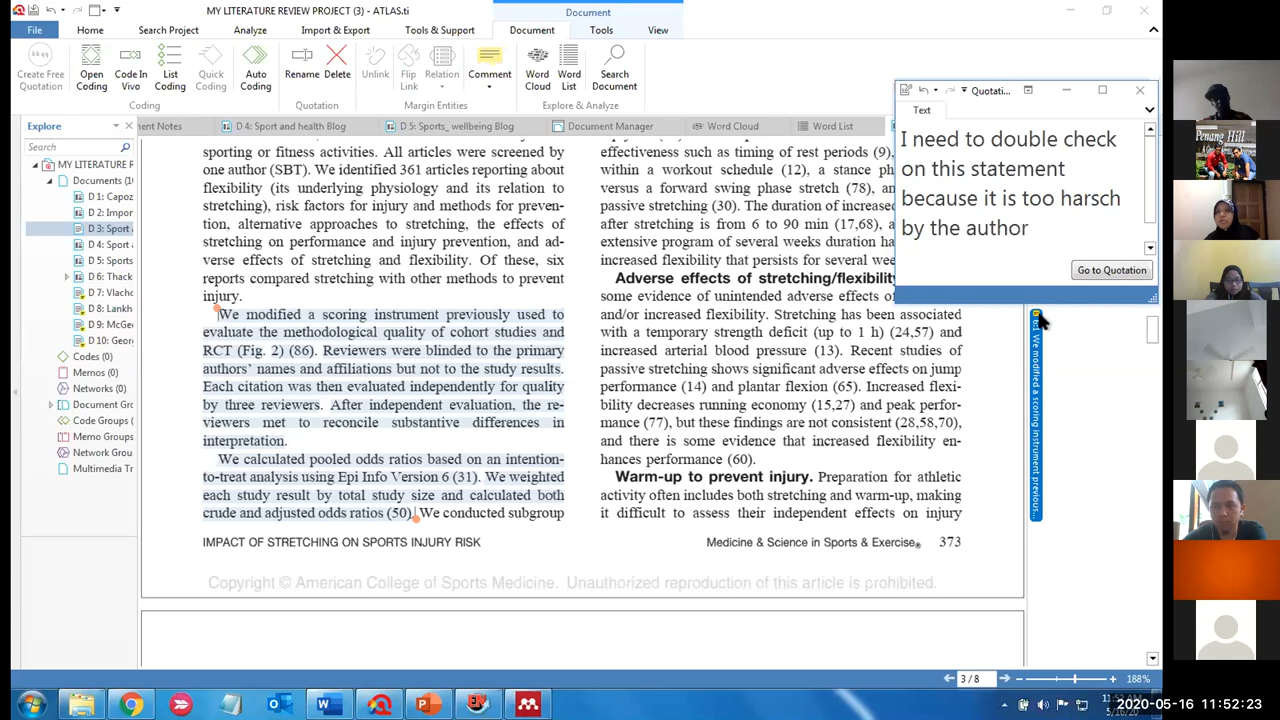 MY LITERATURE REVIEW PROJECT (3) - ATLAS.ti
Document
File
Home
Search Project
Analyze
Import & Export
Tools & Support
Document
Tools
View
Create Free Quotation
Open Coding
Code In Vivo
List Coding
Quick Coding
Auto Coding
Rename
Delete
Unlink
Flip Link
Relation
Comment
Word Cloud
Word List
Search Document
Coding
Quotation
Margin Entities
Explore & Analyze
Explore
ment Notes
D 4: Sport and health Blog
D 5: Sports_ wellbeing Blog
Document Manager
Word Cloud
Word List
Search
MY LITERATURE
Documents (1
D 1: Capoz
D 2: Impor
D 3: Sport a
D 4: Sport a
D 5: Sports
D 6: Thack
D 7: Vlacho
D 8: Lankh
D 9: McGe
D 10: Geor
Codes (0)
Memos (0)
Networks (0)
Document Gro
Code Groups (
Memo Groups
Network Grou
Multimedia Tr
sporting or fitness activities. All articles were screened by
one author (SBT). We identified 361 articles reporting about
flexibility (its underlying physiology and its relation to
stretching), risk factors for injury and methods for preven-
tion, alternative approaches to stretching, the effects of
stretching on performance and injury prevention, and ad-
verse effects of stretching and flexibility. Of these, six
reports compared stretching with other methods to prevent
injury.
We modified a scoring instrument previously used to
evaluate the methodological quality of cohort studies and
RCT (Fig. 2) (86). Reviewers were blinded to the primary
authors' names and affiliations but not to the study results.
Each citation was then evaluated independently for quality
by three reviewers. After independent evaluation, the re-
viewers met to reconcile substantive differences in
interpretation.
We calculated pooled odds ratios based on an intention-
to-treat analysis using Epi Info Version 6 (31). We weighted
each study result by total study size and calculated both
crude and adjusted odds ratios (50). We conducted subgroup
IMPACT OF STRETCHING ON SPORTS INJURY RISK
effectiveness such as timing of rest periods (9),
within a workout schedule (12), a stance ph
versus a forward swing phase stretch (78) and
passive stretching (30). The duration of increased
after stretching is from 6 to 90 min (17,68), a
extensive program of several weeks duration ha
increased flexibility that persists for several wee
Adverse effects of stretching/flexibility
some evidence of unintended adverse effects of
and/or increased flexibility. Stretching has been associated
with a temporary strength deficit (up to 1 h) (24,57) and
increased arterial blood pressure (13). Recent studies of
passive stretching shows significant adverse effects on jump
performance (14) and plantar flexion (65). Increased flexi-
bility decreases running economy (15,27) and peak perfor-
mance (77), but these findings are not consistent (28,58,70),
and there is some evidence that increased flexibility en-
hances performance (60).
Warm-up to prevent injury. Preparation for athletic
activity often includes both stretching and warm-up, making
it difficult to assess their independent effects on injury
Medicine & Science in Sports & Exercise® 373
Copyright © American College of Sports Medicine. Unauthorized reproduction of this article is prohibited.
Quotati...
Text
I need to double check
on this statement
because it is too harsch
by the author
Go to Quotation
6:1 We modified a scoring instrument previous...
3 / 8
188%
Penang Hill
2020-05-16 11:52:23